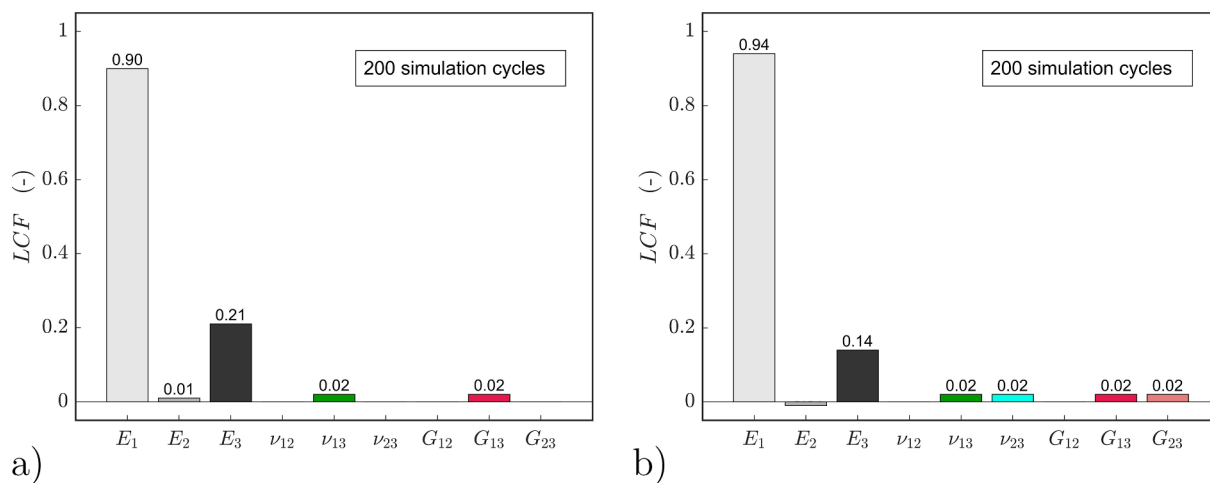 1
0.8
0.6
0.4
0.2
0
LCF (-)
200 simulation cycles
0.90
0.01
0.21
0.02
0.02
E₁ E₂ E₃ ν₁₂ ν₁₃ ν₂₃ G₁₂ G₁₃ G₂₃
a)
1
0.8
0.6
0.4
0.2
0
LCF (-)
200 simulation cycles
0.94
0.14
0.02
0.02
0.02
0.02
E₁ E₂ E₃ ν₁₂ ν₁₃ ν₂₃ G₁₂ G₁₃ G₂₃
b)